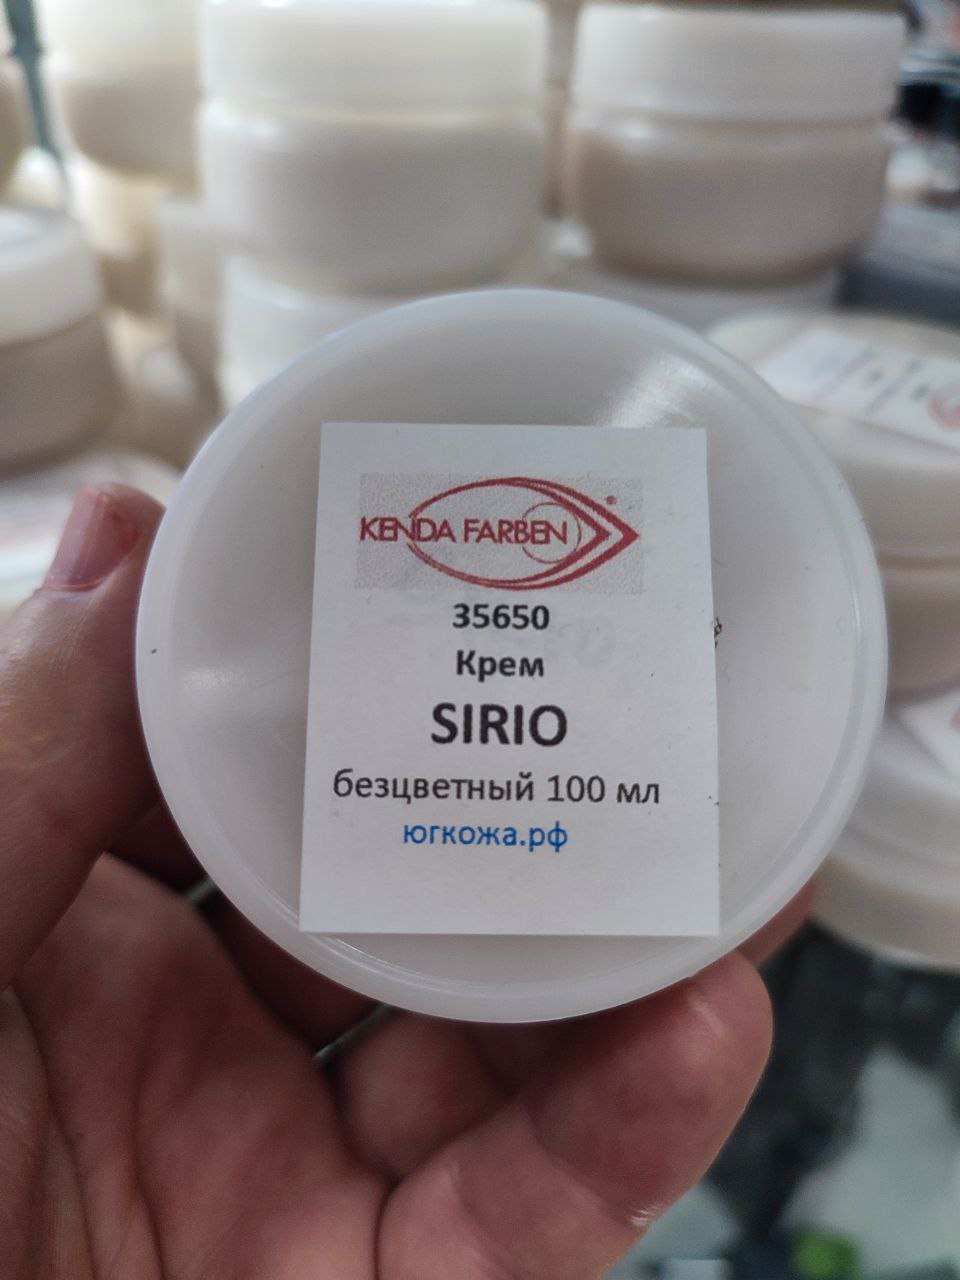 KENDA FARBEN®
35650
Крем
SIRIO
безцветный 100 мл
югкожа.рф